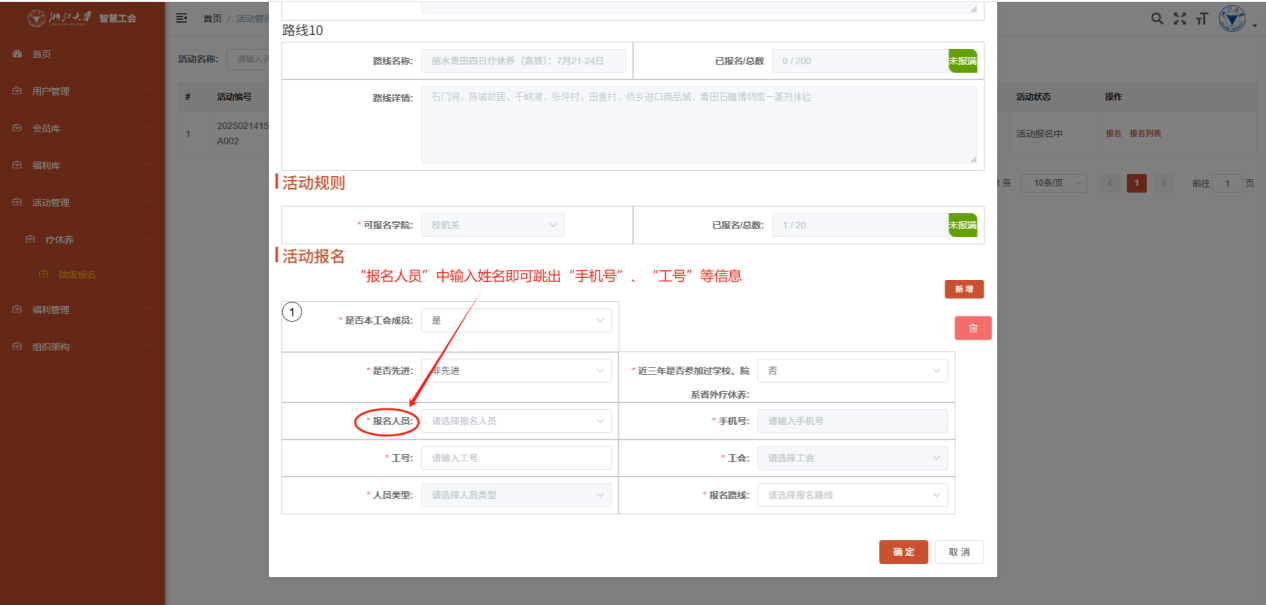 浙江大学 智慧工会
首页 / 活动管理
首页
用户管理
会员库
福利库
活动管理
疗休养
院级报名
福利管理
组织架构
活动名称:
# 活动编号
1 2025021415
A002
活动状态 操作
活动报名中 报名 报名列表
条 10条/页 < 1 > 前往 1 页
路线10
路线名称: 丽水青田四日疗休养（高铁）：7月21-24日 已报名/总数 0 / 200 未报满
路线详情: 石门洞、陈诚故居、千峡湖、张坪村、田鱼村、侨乡进口商品城、青田石雕博物馆—篆刻体验
活动规则
* 可报名学院: 校机关 已报名/总数: 1 / 20 未报满
活动报名
“报名人员”中输入姓名即可跳出“手机号”、“工号”等信息
新增
1 * 是否本工会成员: 是
* 是否先进: 非先进 * 近三年是否参加过学校、院
系省外疗休养: 否
* 报名人员: 请选择报名人员 * 手机号: 请输入手机号
* 工号: 请输入工号 * 工会: 请选择工会
* 人员类型: 请选择人员类型 * 报名路线: 请选择报名路线
确定 取消